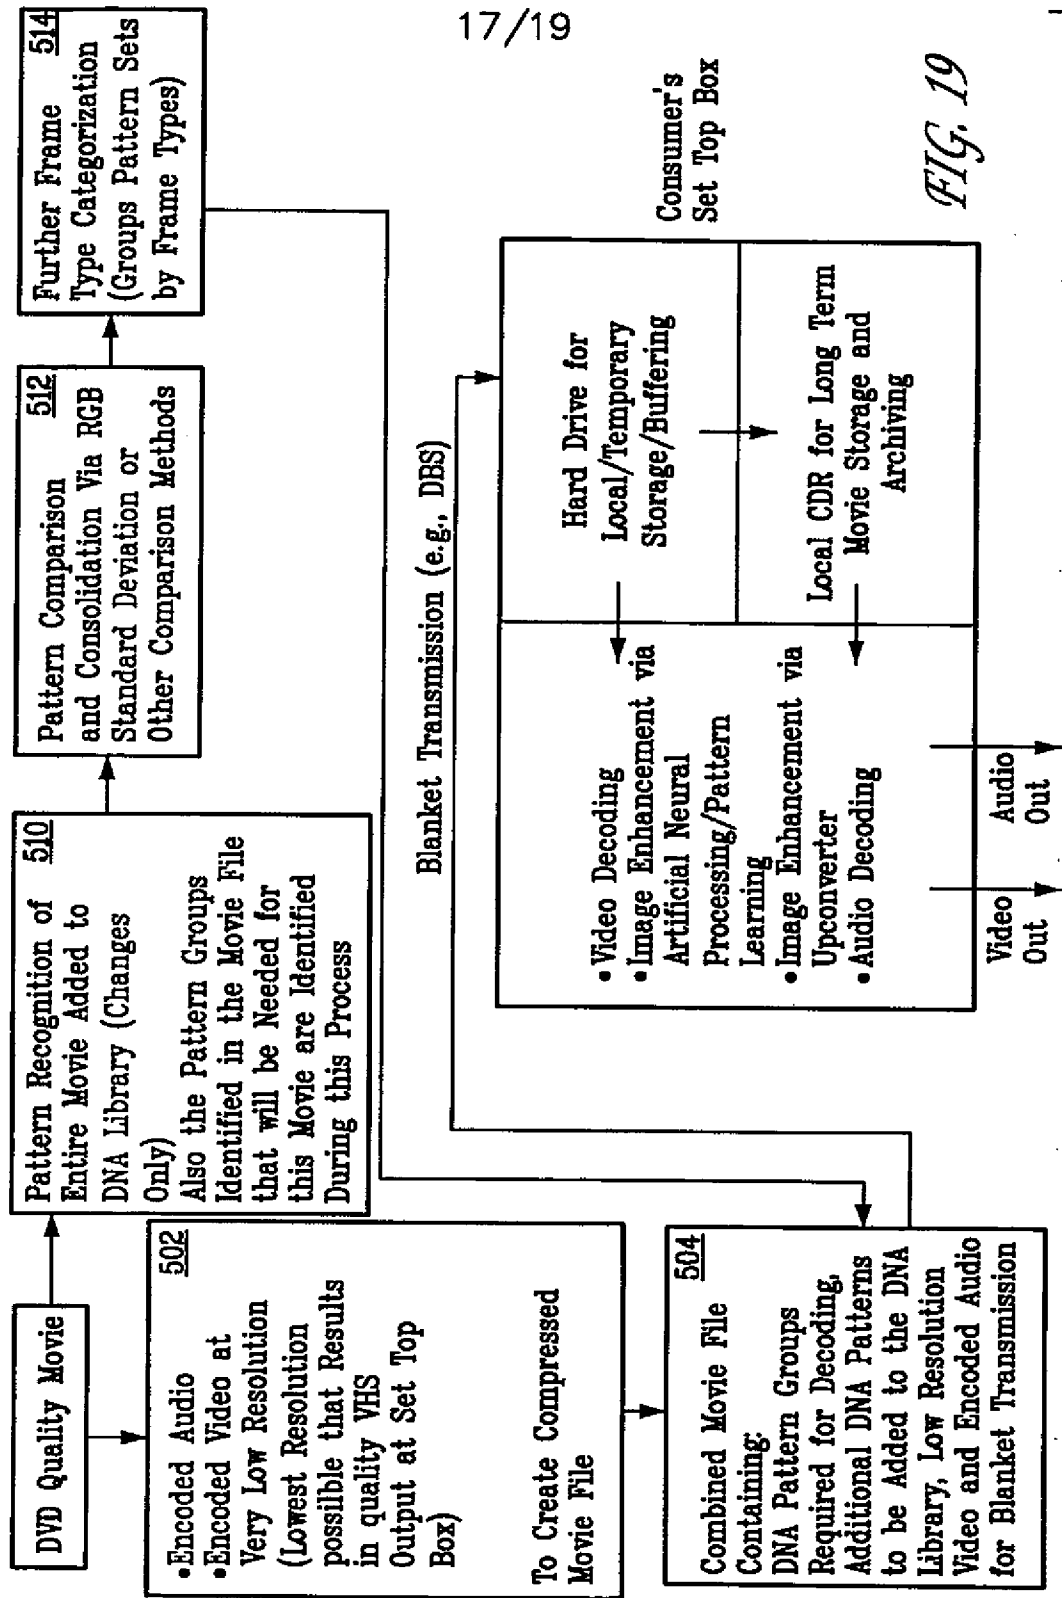 17/19
DVD Quality Movie
502
•Encoded Audio
•Encoded Video at
Very Low Resolution
(Lowest Resolution
possilble that Results
in quality VHS
Output at Set Top
Box)
To Create Compressed
Movie File
504
Combined Movie File
Containing:
DNA Pattern Groups
Required for Decoding,
Additional DNA Patterns
to be Added to the DNA
Library, Low Resolution
Video and Encoded Audio
for Blanket Transmission
Pattern Recognition of 510
Entire Movie Added to
DNA Library (Changes
Only)
Also the Pattern Groups
Identified in the Movie File
that will be Needed for
this Movie are Identified
During this Process
512
Pattern Comparison
and Consolidation Via RGB
Standard Deviation or
Other Comparison Methods
Further Frame 514
Type Categorization
(Groups Pattern Sets
by Frame Types)
Blanket Transmission (e.g., DBS)
•Video Decoding
•Image Enhancement via
Artificial Neural
Processing/Pattern
Learning
•Image Enhancement via
Upconverter
•Audio Decoding
Hard Drive for
Local/Temporary
Storage/Buffering
Local CDR for Long Term
Movie Storage and
Archiving
Consumer's
Set Top Box
Video
Out
Audio
Out
FIG. 19